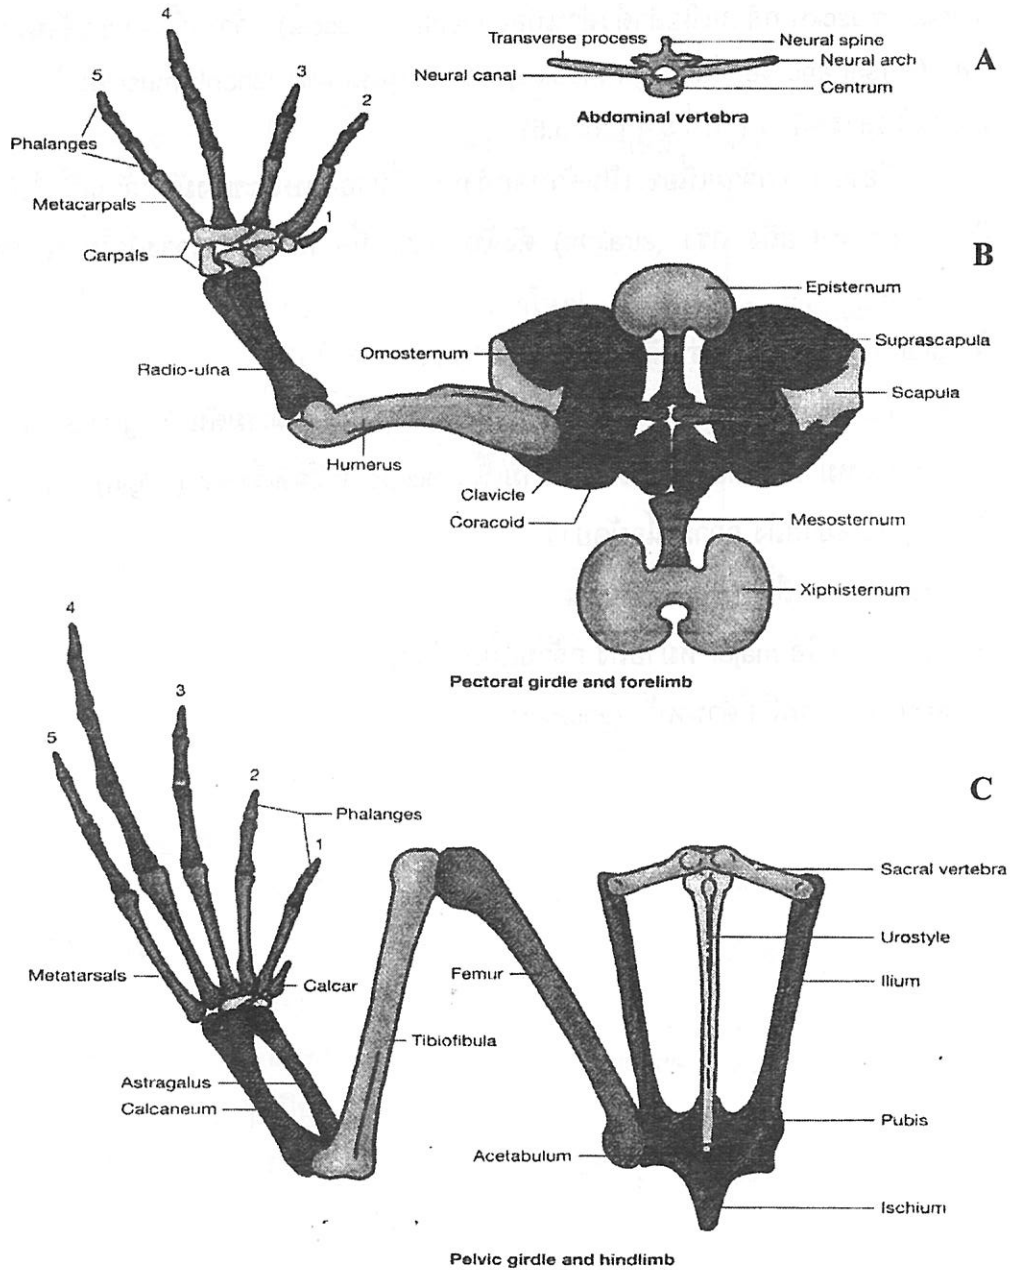 A
Transverse process
Neural spine
Neural arch
Neural canal
Centrum
Abdominal vertebra
B
4
5
3
2
1
Phalanges
Metacarpals
Carpals
Radio-ulna
Humerus
Omosternum
Episternum
Suprascapula
Scapula
Clavicle
Coracoid
Mesosternum
Xiphisternum
Pectoral girdle and forelimb
C
4
5
3
2
1
Phalanges
Metatarsals
Calcar
Astragalus
Calcaneum
Tibiofibula
Femur
Acetabulum
Sacral vertebra
Urostyle
Ilium
Pubis
Ischium
Pelvic girdle and hindlimb